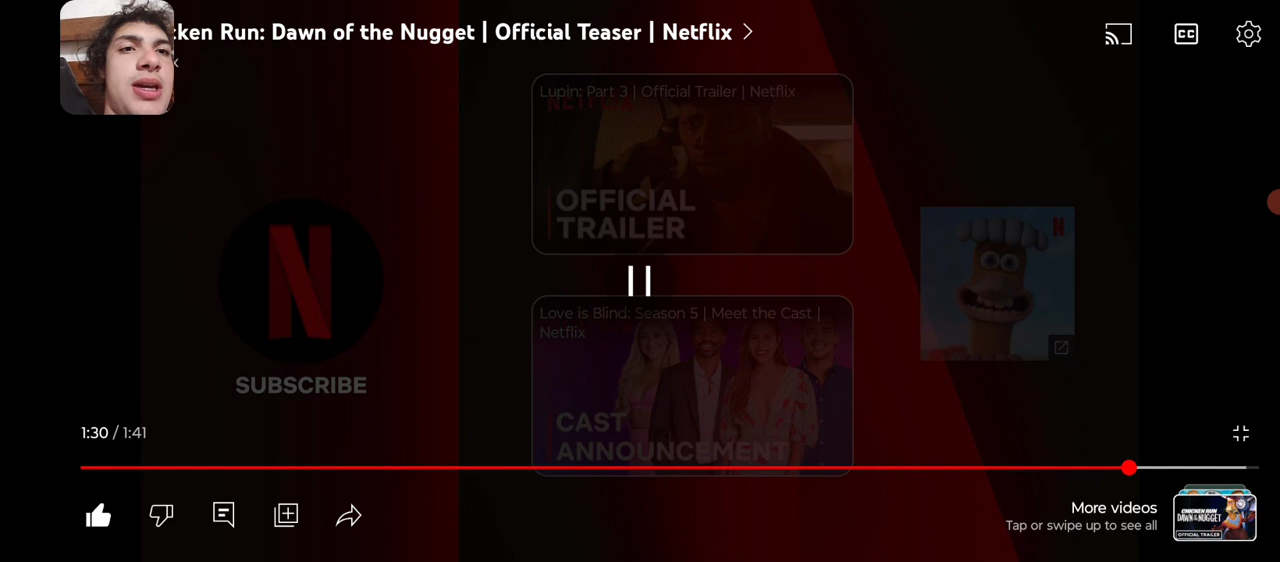 cken Run: Dawn of the Nugget | Official Teaser | Netflix
CC
Lupin: Part 3 | Official Trailer | Netflix
NETFLIX
OFFICIAL
TRAILER
N
SUBSCRIBE
N
Love is Blind: Season 5 | Meet the Cast |
Netflix
CAST
ANNOUNCEMENT
1:30 / 1:41
More videos
Tap or swipe up to see all
CHICKEN RUN
DAWN OF THE NUGGET
OFFICIAL TRAILER